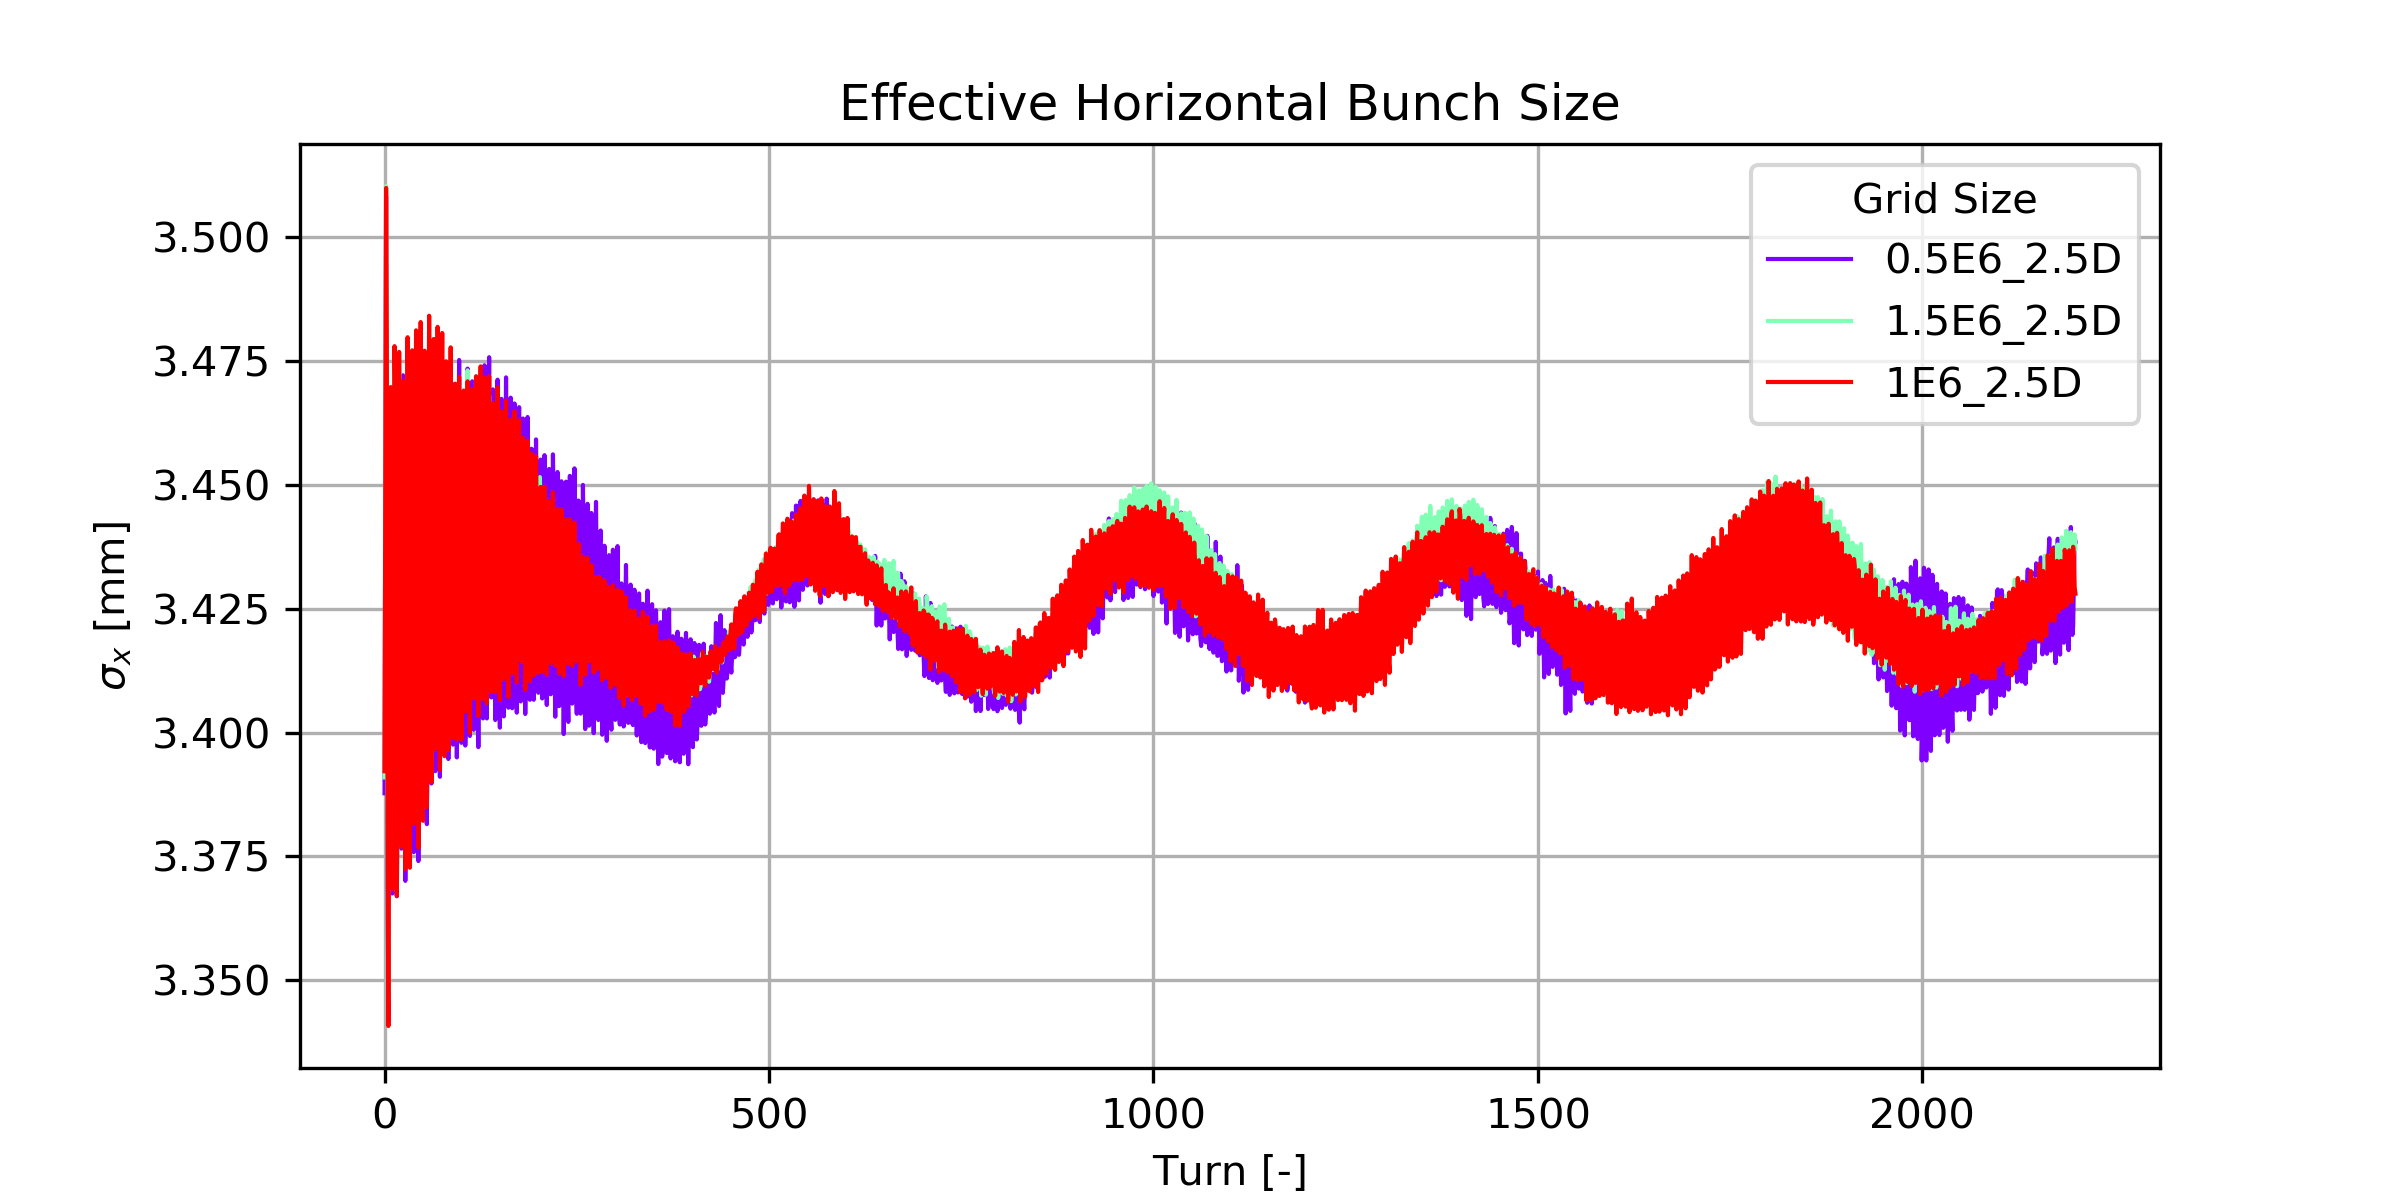 Effective Horizontal Bunch Size
Grid Size
0.5E6_2.5D
1.5E6_2.5D
1E6_2.5D
3.500
3.475
3.450
3.425
3.400
3.375
3.350
σx [mm]
0 500 1000 1500 2000
Turn [-]